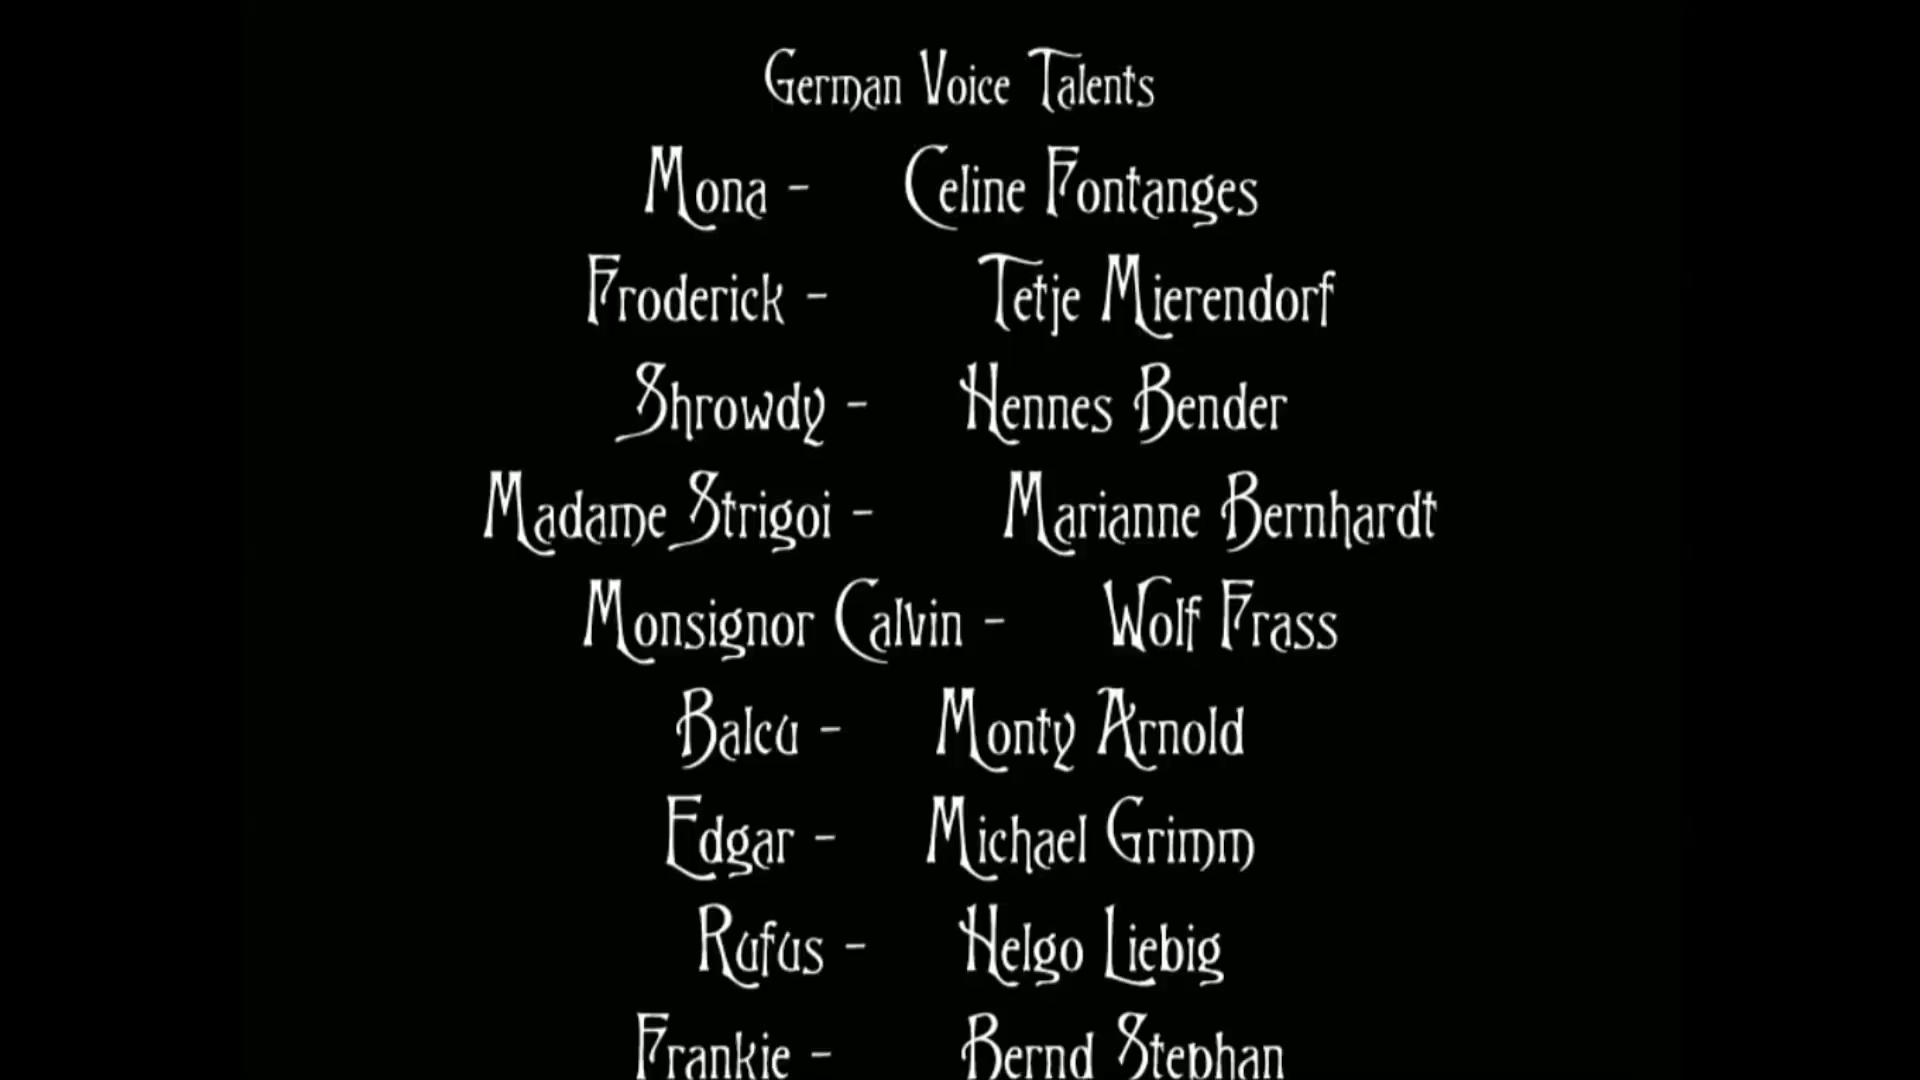 German Voice Talents
Mona - Celine Fontanges
Froderick - Tetje Mierendorf
Shrowdy - Hennes Bender
Madame Strigoi - Marianne Bernhardt
Monsignor Calvin - Wolf Frass
Balcu - Monty Arnold
Edgar - Michael Grimm
Rufus - Helgo Liebig
Frankie - Bernd Stephan